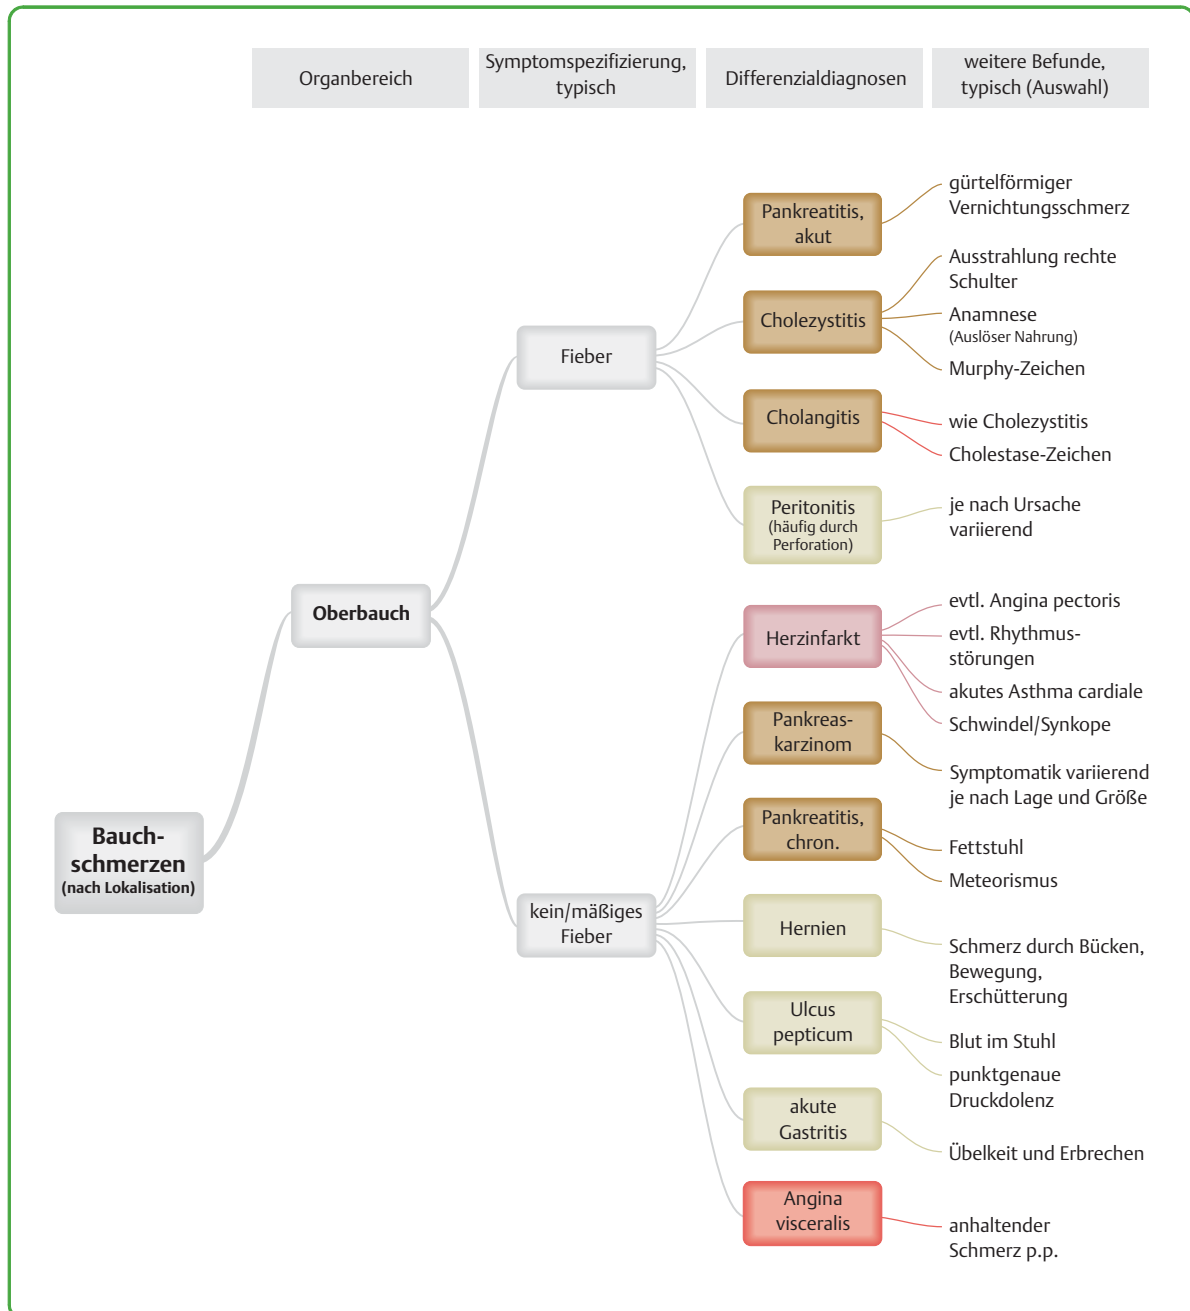 Organbereich
Symptomspezifizierung,
typisch
Differenzialdiagnosen
weitere Befunde,
typisch (Auswahl)
Bauch-
schmerzen
(nach Lokalisation)
Oberbauch
Fieber
Pankreatitis,
akut
gürtelförmiger
Vernichtungsschmerz
Cholezystitis
Ausstrahlung rechte
Schulter
Anamnese
(Auslöser Nahrung)
Murphy-Zeichen
Cholangitis
wie Cholezystitis
Cholestase-Zeichen
Peritonitis
(häufig durch
Perforation)
je nach Ursache
variierend
kein/mäßiges
Fieber
Herzinfarkt
evtl. Angina pectoris
evtl. Rhythmus-
störungen
akutes Asthma cardiale
Schwindel/Synkope
Pankreas-
karzinom
Symptomatik variierend
je nach Lage und Größe
Pankreatitis,
chron.
Fettstuhl
Meteorismus
Hernien
Schmerz durch Bücken,
Bewegung,
Erschütterung
Ulcus
pepticum
Blut im Stuhl
punktgenaue
Druckdolenz
akute
Gastritis
Übelkeit und Erbrechen
Angina
visceralis
anhaltender
Schmerz p.p.